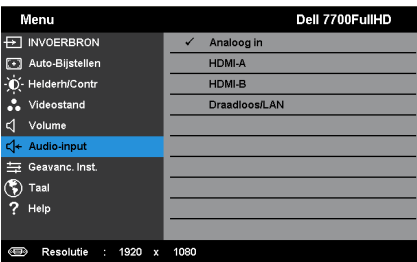 Menu Dell 7700FullHD
INVOERBRON ✓ Analoog in
Auto-Bijstellen HDMI-A
Helderh/Contr HDMI-B
Videostand Draadloos/LAN
Volume
Audio-input
Geavanc. Inst.
Taal
? Help
Resolutie : 1920 x 1080